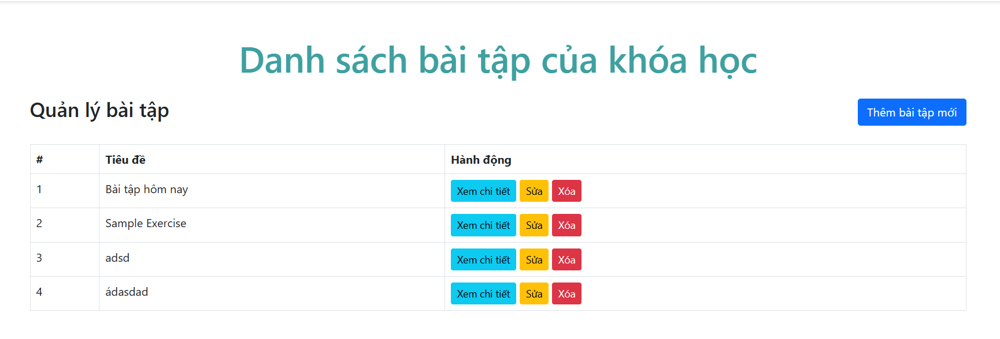 Danh sách bài tập của khóa học
Quản lý bài tập
Thêm bài tập mới
# Tiêu đề Hành động
1 Bài tập hôm nay Xem chi tiết Sửa Xóa
2 Sample Exercise Xem chi tiết Sửa Xóa
3 adsd Xem chi tiết Sửa Xóa
4 ádasdad Xem chi tiết Sửa Xóa